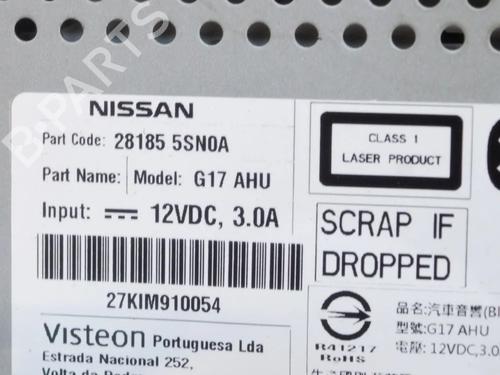 B-PARTS
NISSAN
Part Code: 28185 5SN0A
Part Name: Model: G17 AHU
Input: 12VDC, 3.0A
27KIM910054
Visteon Portuguesa Lda
Estrada Nacional 252,
CLASS 1
LASER PRODUCT
SCRAP IF
DROPPED
R41217
RoHS
品名:汽車音響(Bl
型號:G17 AHU
電壓: 12VDC,3.0